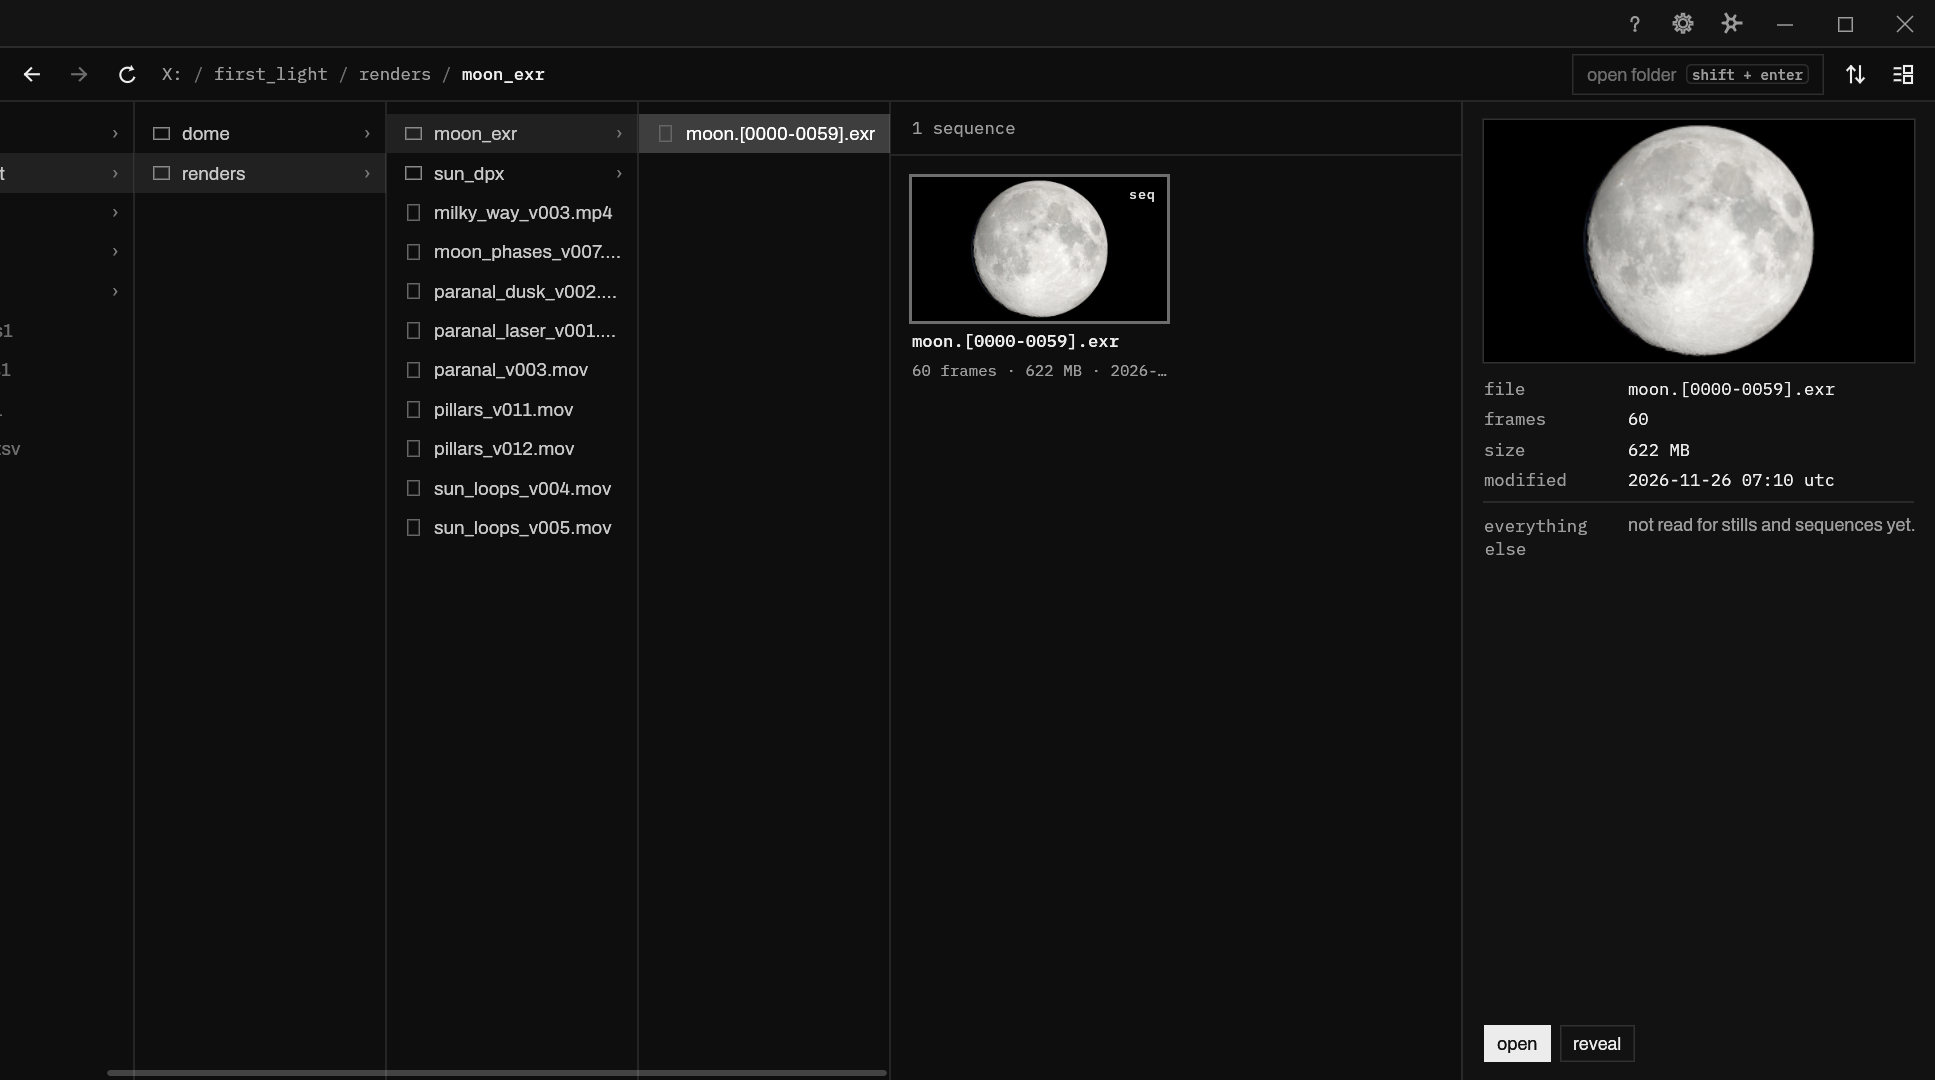 ?
X: / first_light / renders / moon_exr
open folder shift + enter
t
s1
1
.
sv
dome
renders
moon_exr
sun_dpx
milky_way_v003.mp4
moon_phases_v007....
paranal_dusk_v002....
paranal_laser_v001....
paranal_v003.mov
pillars_v011.mov
pillars_v012.mov
sun_loops_v004.mov
sun_loops_v005.mov
moon.[0000-0059].exr
1 sequence
seq
moon.[0000-0059].exr
60 frames · 622 MB · 2026-…
file moon.[0000-0059].exr
frames 60
size 622 MB
modified 2026-11-26 07:10 utc
everything not read for stills and sequences yet.
else
open reveal